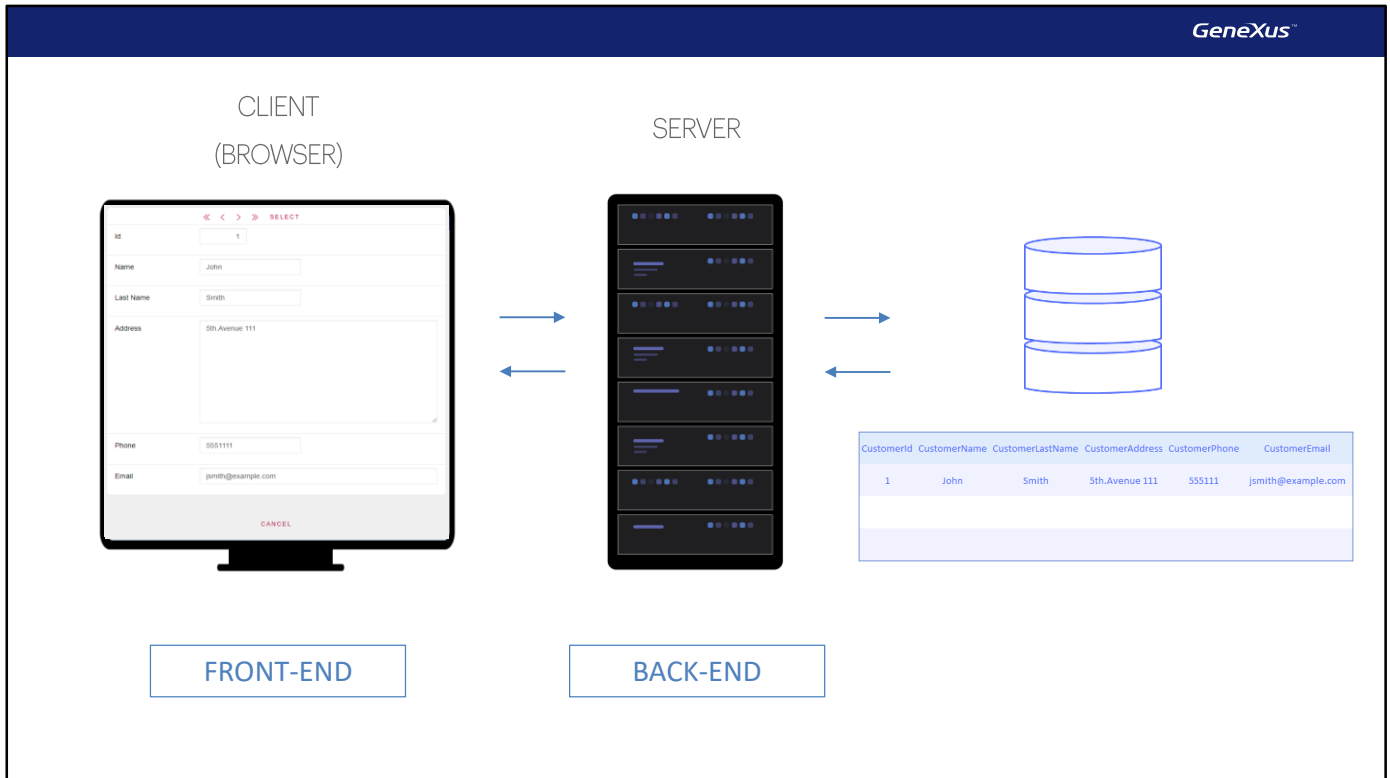 GeneXus™
CLIENT
(BROWSER)
SERVER
SELECT
Id 1
Name John
Last Name Smith
Address 5th.Avenue 111
Phone 5551111
Email jsmith@example.com
CANCEL
CustomerId CustomerName CustomerLastName CustomerAddress CustomerPhone CustomerEmail
1 John Smith 5th.Avenue 111 555111 jsmith@example.com
FRONT-END
BACK-END